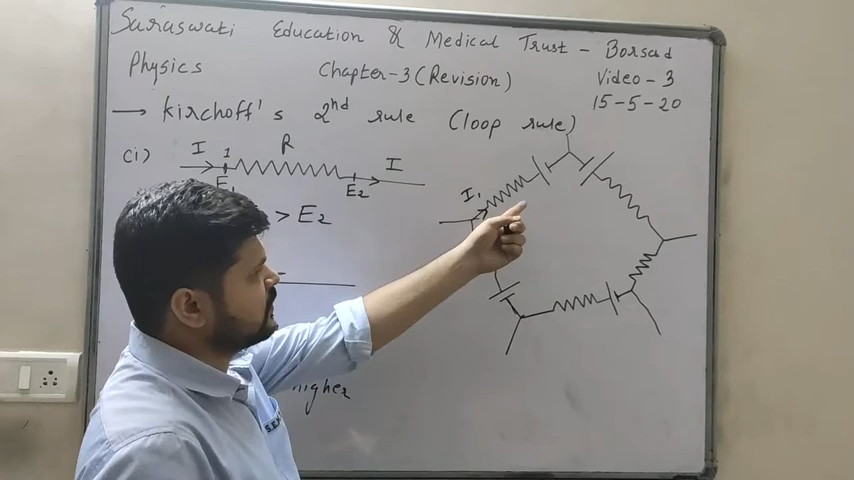 Saraswati Education & Medical Trust - Borsad
Physics Chapter-3 (Revision) Video - 3
15-5-20
→ Kirchoff's 2nd rule (loop rule)
(i) I 1 R I
E1 E2
> E2
I1
higher